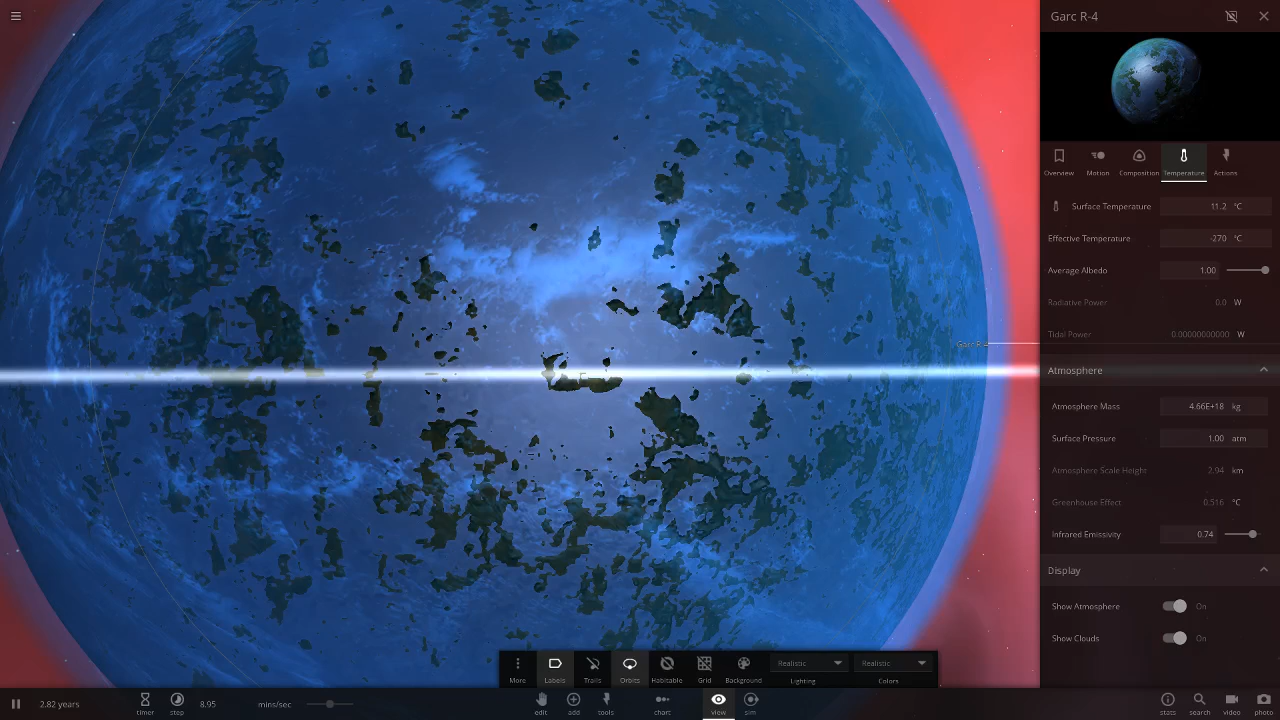 Garc R-4
Overview
Motion
Composition
Temperature
Actions
Surface Temperature 11.2 °C
Effective Temperature -270 °C
Average Albedo 1.00
Radiative Power 0.0 W
Tidal Power 0.00000000000 W
Garc R-4
Atmosphere
Atmosphere Mass 4.66E+18 kg
Surface Pressure 1.00 atm
Atmosphere Scale Height 2.94 km
Greenhouse Effect 0.516 °C
Infrared Emissivity 0.74
Display
Show Atmosphere On
Show Clouds On
More
Labels
Trails
Orbits
Habitable
Grid
Background
Realistic
Lighting
Realistic
Colors
2.82 years
timer
step
8.95 mins/sec
edit
add
tools
chart
view
sim
stats
search
video
photo